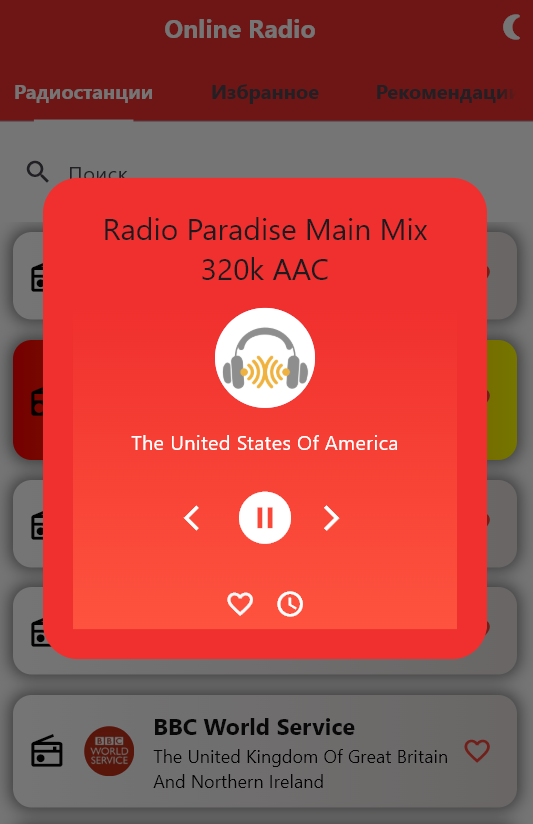 Online Radio
Радиостанции Избранное Рекомендации
Поиск
Radio Paradise Main Mix
320k AAC
The United States Of America
BBC World Service
BBC
WORLD
SERVICE
The United Kingdom Of Great Britain
And Northern Ireland